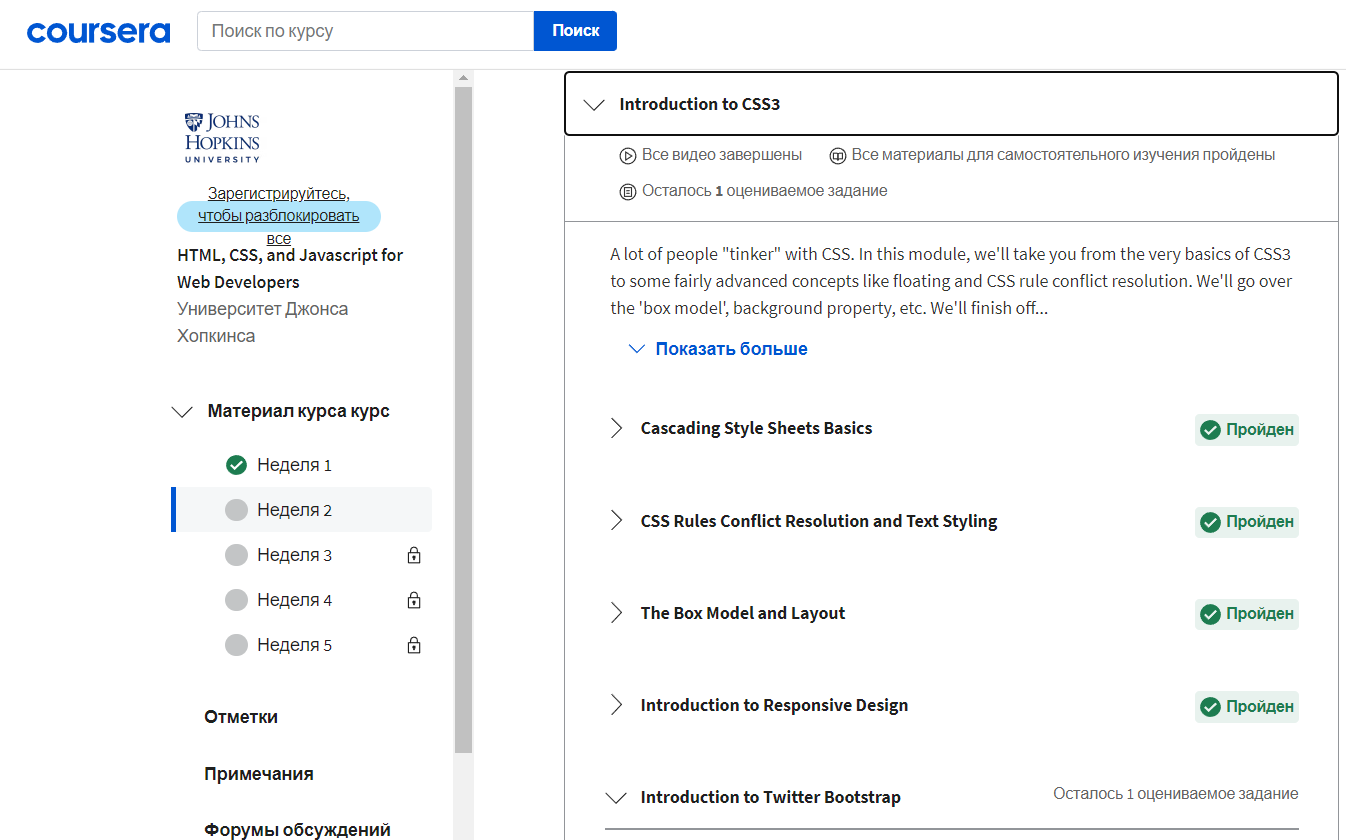 coursera
Поиск по курсу
Поиск
JOHNS
HOPKINS
UNIVERSITY
Зарегистрируйтесь,
чтобы разблокировать
все
HTML, CSS, and Javascript for
Web Developers
Университет Джонса
Хопкинса
Материал курса курс
Неделя 1
Неделя 2
Неделя 3
Неделя 4
Неделя 5
Отметки
Примечания
Форумы обсуждений
Introduction to CSS3
Все видео завершены
Все материалы для самостоятельного изучения пройдены
Осталось 1 оцениваемое задание
A lot of people "tinker" with CSS. In this module, we'll take you from the very basics of CSS3
to some fairly advanced concepts like floating and CSS rule conflict resolution. We'll go over
the 'box model', background property, etc. We'll finish off...
Показать больше
Cascading Style Sheets Basics
Пройден
CSS Rules Conflict Resolution and Text Styling
Пройден
The Box Model and Layout
Пройден
Introduction to Responsive Design
Пройден
Introduction to Twitter Bootstrap
Осталось 1 оцениваемое задание